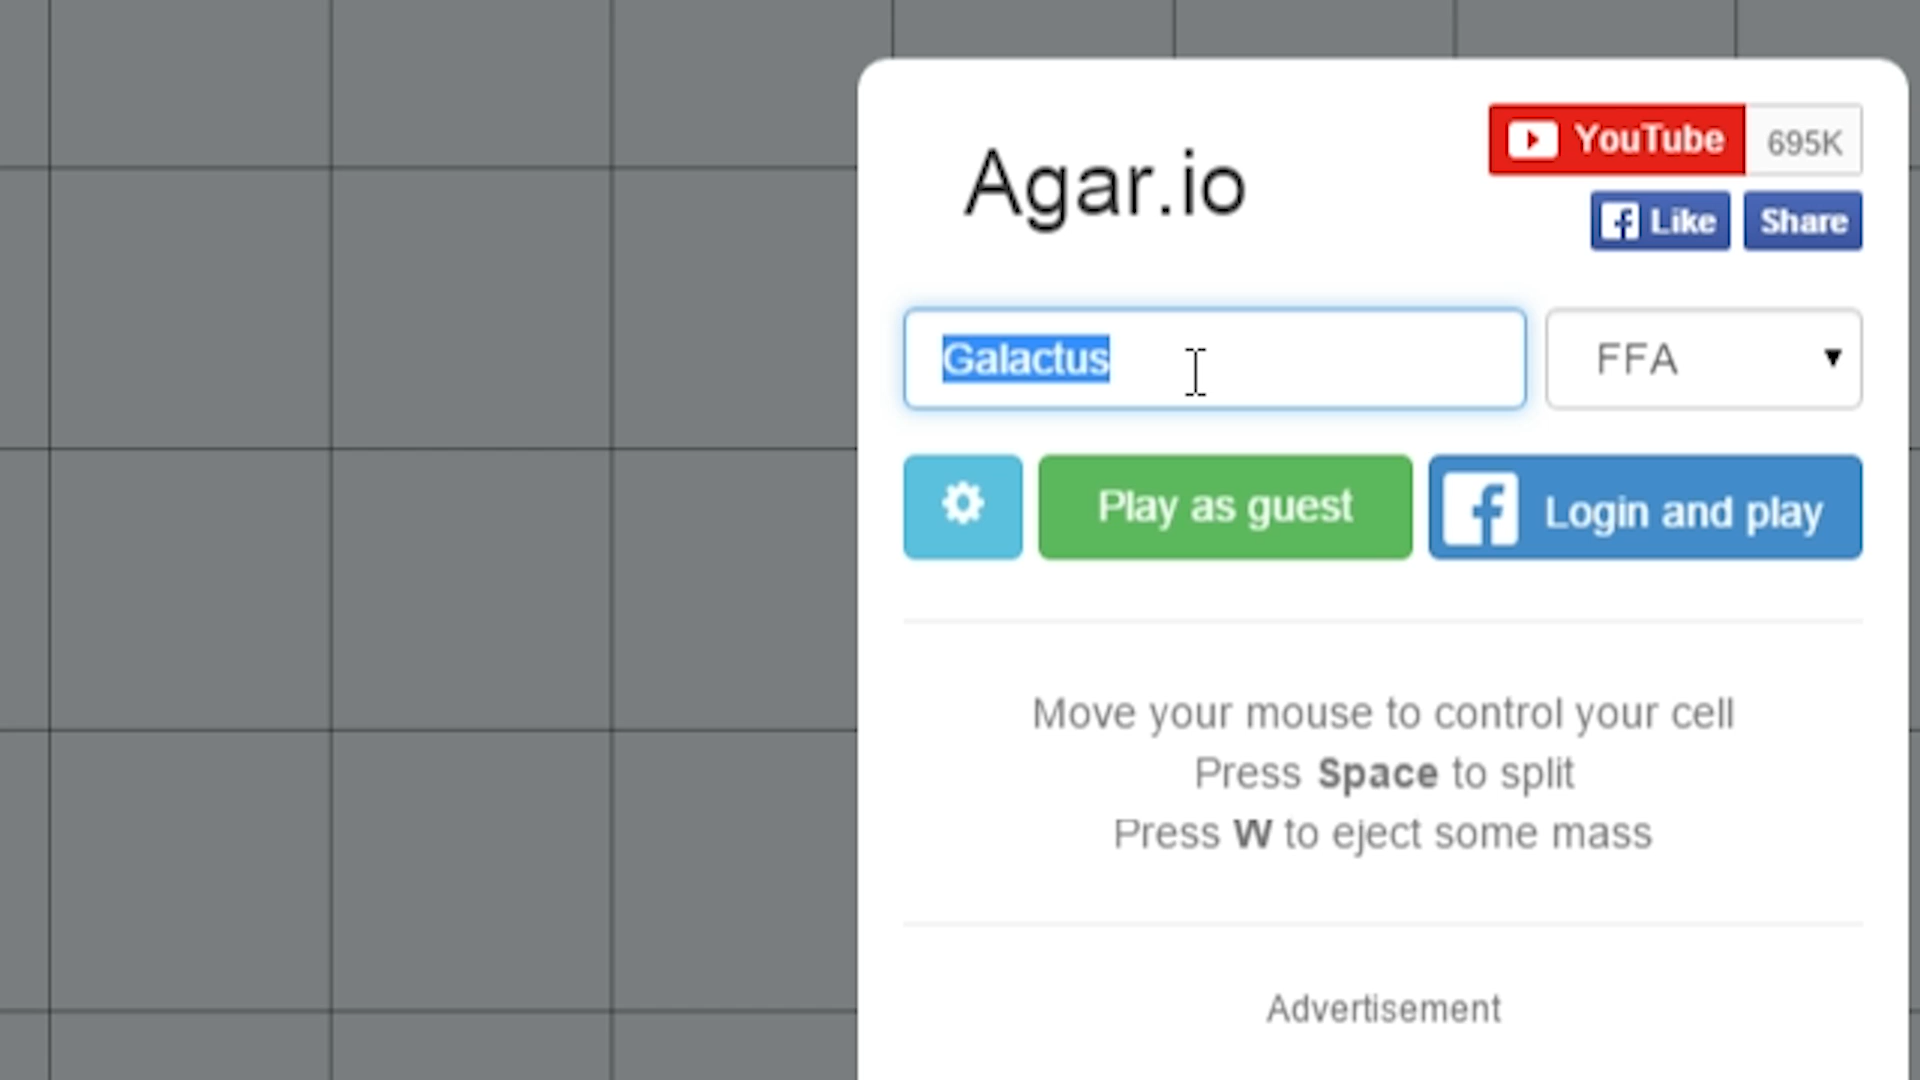 Agar.io
YouTube 695K
Like Share
Galactus FFA
Play as guest Login and play
Move your mouse to control your cell
Press Space to split
Press W to eject some mass
Advertisement